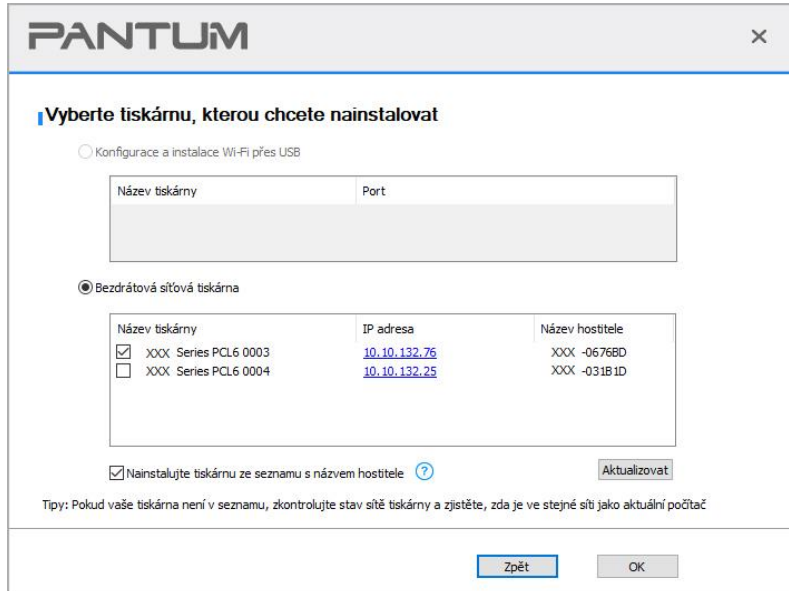 PANTUM
Vyberte tiskárnu, kterou chcete nainstalovat
Konfigurace a instalace Wi-Fi přes USB
Název tiskárny Port
Bezdrátová síťová tiskárna
Název tiskárny IP adresa Název hostitele
XXX Series PCL6 0003 10.10.132.76 XXX -0676BD
XXX Series PCL6 0004 10.10.132.25 XXX -031B1D
Nainstalujte tiskárnu ze seznamu s názvem hostitele ? Aktualizovat
Tipy: Pokud vaše tiskárna není v seznamu, zkontrolujte stav sítě tiskárny a zjistěte, zda je ve stejné síti jako aktuální počítač
Zpět OK